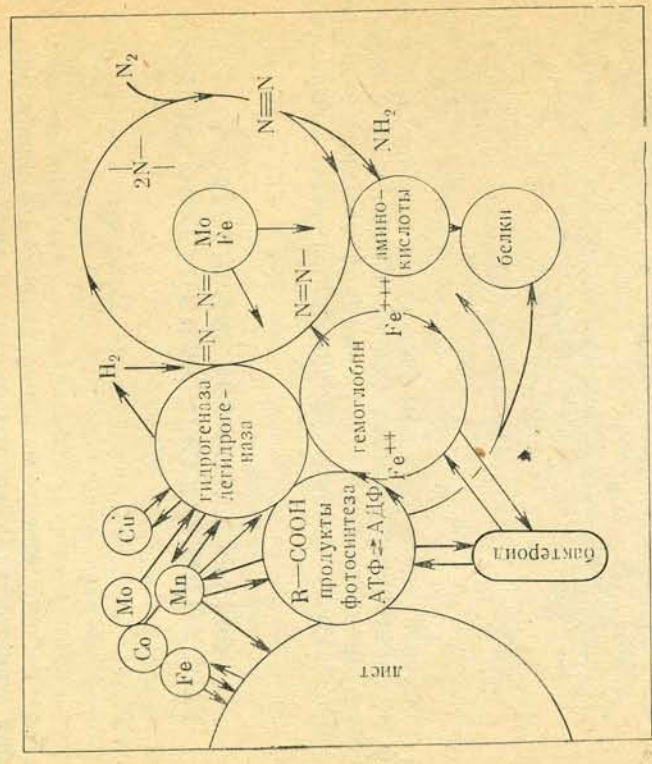 N₂
N≡N
2N—
NH₂
Mo
Fe
=N—N=
N=N—
H₂
амино-
кислоты
белки
гидрогеназа
дегидроге-
наза
гемоглобин
Fe⁺⁺
Fe⁺⁺⁺
Cu
Mo
Co
Mn
Fe
R—COOH
продукты
фотосинтеза
АТФ⇄АДФ
бактероид
лист